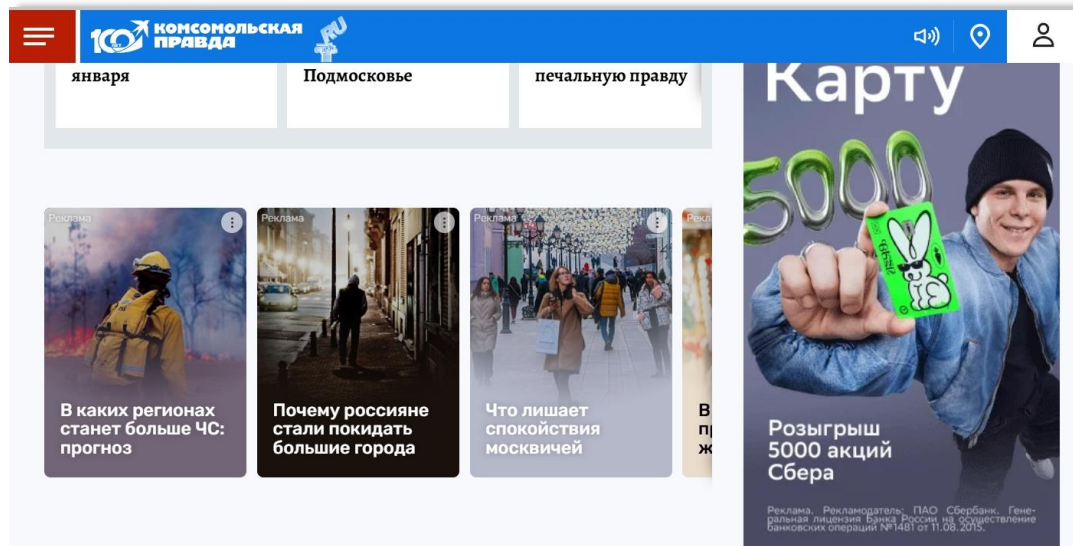 100
ЛЕТ
КОМСОМОЛЬСКАЯ
ПРАВДА
RU
января
Подмосковье
печальную правду
Реклама
В каких регионах
станет больше ЧС:
прогноз
Реклама
Почему россияне
стали покидать
большие города
Реклама
Что лишает
спокойствия
москвичей
Карту
5000
Розыгрыш
5000 акций
Сбера
Реклама. Рекламодатель: ПАО Сбербанк. Гене-
ральная лицензия Банка России на осуществление
банковских операций №1481 от 11.08.2015.